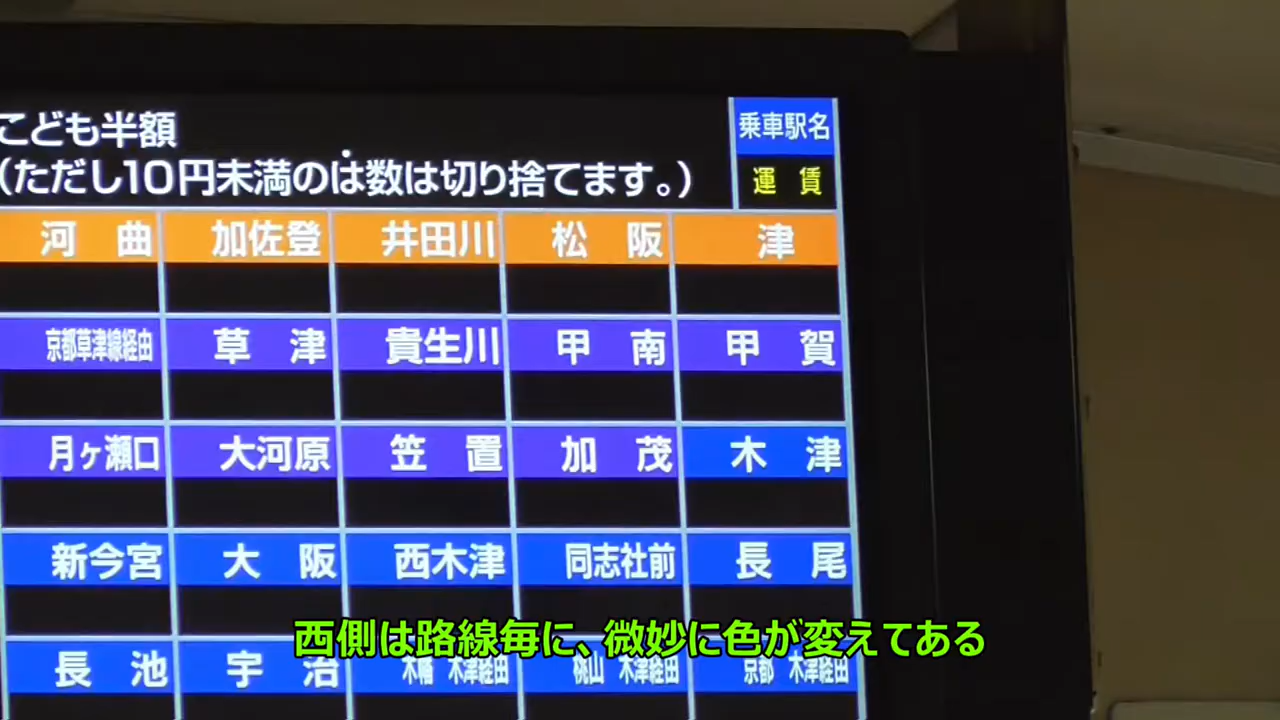 こども半額
（ただし10円未満のは数は切り捨てます。）
乗車駅名
運 賃
河 曲 加佐登 井田川 松 阪 津
京都草津線経由 草 津 貴生川 甲 南 甲 賀
月ヶ瀬口 大河原 笠 置 加 茂 木 津
新今宮 大 阪 西木津 同志社前 長 尾
西側は路線毎に、微妙に色が変えてある
長 池 宇 治 木幡 木津経由 桃山 木津経由 京都 木津経由